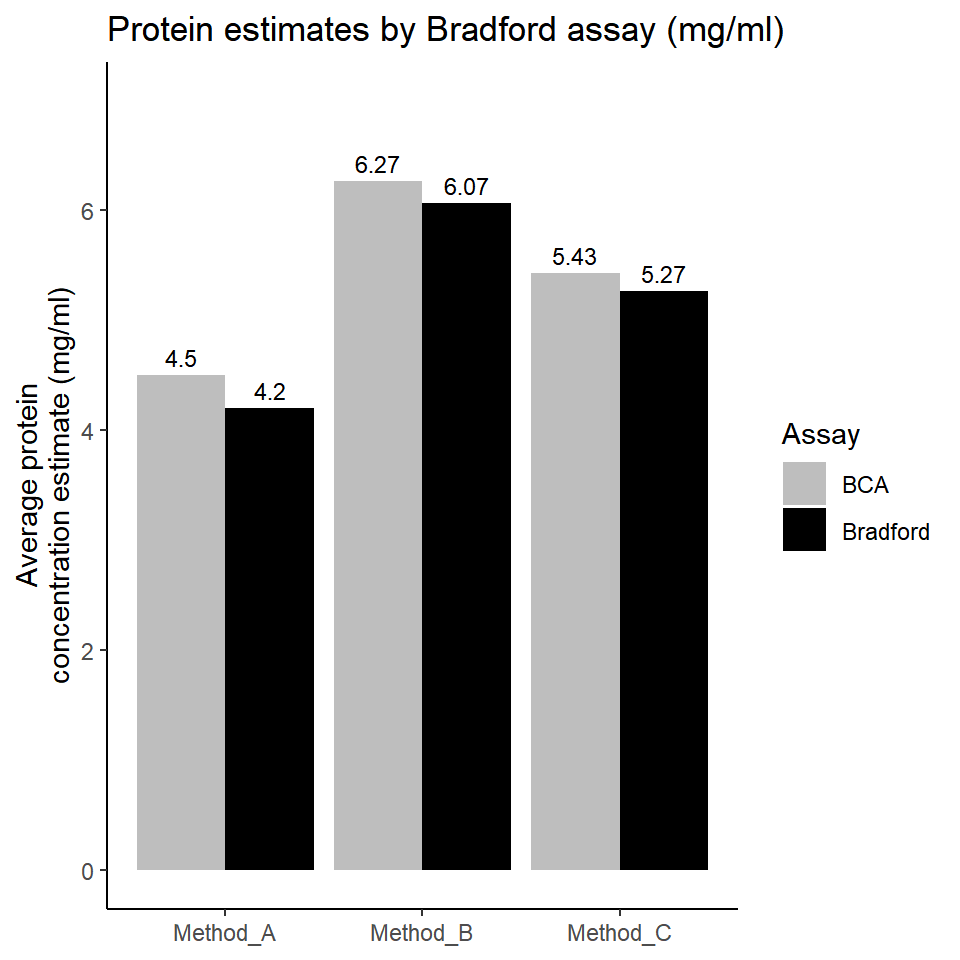 Protein estimates by Bradford assay (mg/ml)
Average protein
concentration estimate (mg/ml)
6
4
2
0
4.5
4.2
6.27
6.07
5.43
5.27
Method_A
Method_B
Method_C
Assay
BCA
Bradford